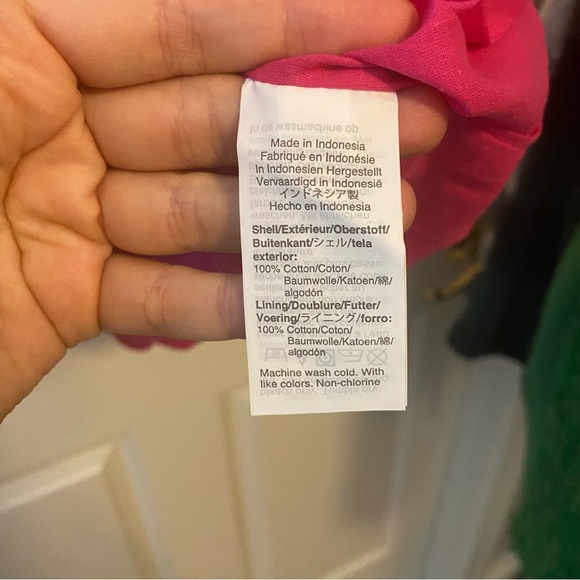 Made in Indonesia
Fabriqué en Indonésie
In Indonesien Hergestellt
Vervaardigd in Indonesië
インドネシア製
Hecho en Indonesia
Shell/Extérieur/Oberstoff/
Buitenkant/シェル/tela
exterior:
100% Cotton/Coton/
Baumwolle/Katoen/綿/
algodón
Lining/Doublure/Futter/
Voering/ライニング/forro:
100% Cotton/Coton/
Baumwolle/Katoen/綿/
algodón
Machine wash cold. With
like colors. Non-chlorine